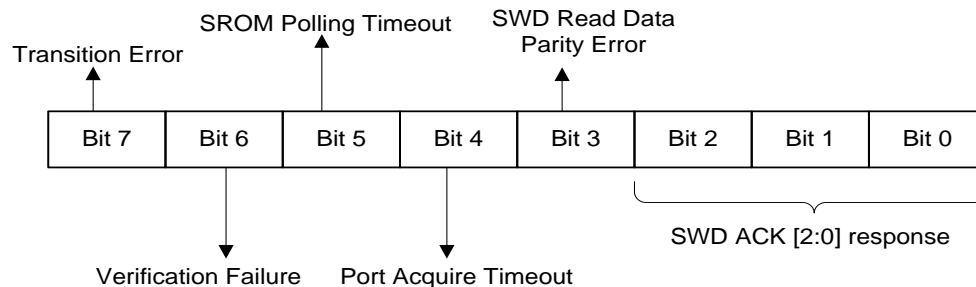 SROM Polling Timeout
SWD Read Data
Parity Error
Transition Error
Bit 7 Bit 6 Bit 5 Bit 4 Bit 3 Bit 2 Bit 1 Bit 0
SWD ACK [2:0] response
Verification Failure
Port Acquire Timeout